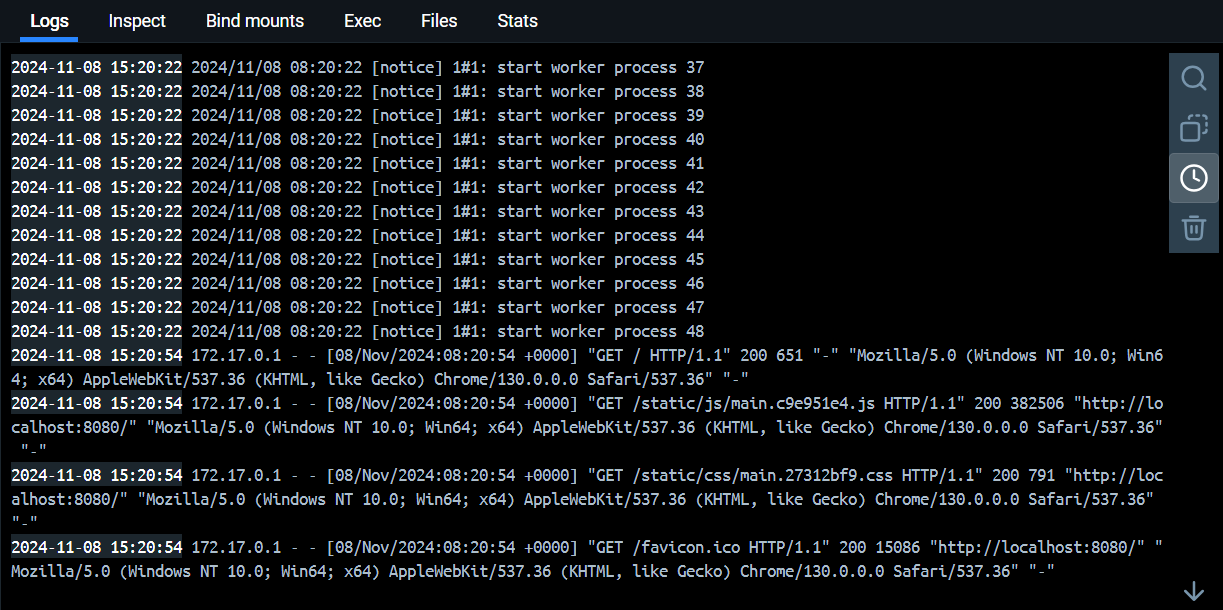 Logs Inspect Bind mounts Exec Files Stats
2024-11-08 15:20:22 2024/11/08 08:20:22 [notice] 1#1: start worker process 37
2024-11-08 15:20:22 2024/11/08 08:20:22 [notice] 1#1: start worker process 38
2024-11-08 15:20:22 2024/11/08 08:20:22 [notice] 1#1: start worker process 39
2024-11-08 15:20:22 2024/11/08 08:20:22 [notice] 1#1: start worker process 40
2024-11-08 15:20:22 2024/11/08 08:20:22 [notice] 1#1: start worker process 41
2024-11-08 15:20:22 2024/11/08 08:20:22 [notice] 1#1: start worker process 42
2024-11-08 15:20:22 2024/11/08 08:20:22 [notice] 1#1: start worker process 43
2024-11-08 15:20:22 2024/11/08 08:20:22 [notice] 1#1: start worker process 44
2024-11-08 15:20:22 2024/11/08 08:20:22 [notice] 1#1: start worker process 45
2024-11-08 15:20:22 2024/11/08 08:20:22 [notice] 1#1: start worker process 46
2024-11-08 15:20:22 2024/11/08 08:20:22 [notice] 1#1: start worker process 47
2024-11-08 15:20:22 2024/11/08 08:20:22 [notice] 1#1: start worker process 48
2024-11-08 15:20:54 172.17.0.1 - - [08/Nov/2024:08:20:54 +0000] "GET / HTTP/1.1" 200 651 "-" "Mozilla/5.0 (Windows NT 10.0; Win6
4; x64) AppleWebKit/537.36 (KHTML, like Gecko) Chrome/130.0.0.0 Safari/537.36" "-"
2024-11-08 15:20:54 172.17.0.1 - - [08/Nov/2024:08:20:54 +0000] "GET /static/js/main.c9e951e4.js HTTP/1.1" 200 382506 "http://lo
calhost:8080/" "Mozilla/5.0 (Windows NT 10.0; Win64; x64) AppleWebKit/537.36 (KHTML, like Gecko) Chrome/130.0.0.0 Safari/537.36"
"-"
2024-11-08 15:20:54 172.17.0.1 - - [08/Nov/2024:08:20:54 +0000] "GET /static/css/main.27312bf9.css HTTP/1.1" 200 791 "http://loc
alhost:8080/" "Mozilla/5.0 (Windows NT 10.0; Win64; x64) AppleWebKit/537.36 (KHTML, like Gecko) Chrome/130.0.0.0 Safari/537.36"
"-"
2024-11-08 15:20:54 172.17.0.1 - - [08/Nov/2024:08:20:54 +0000] "GET /favicon.ico HTTP/1.1" 200 15086 "http://localhost:8080/" "
Mozilla/5.0 (Windows NT 10.0; Win64; x64) AppleWebKit/537.36 (KHTML, like Gecko) Chrome/130.0.0.0 Safari/537.36" "-"